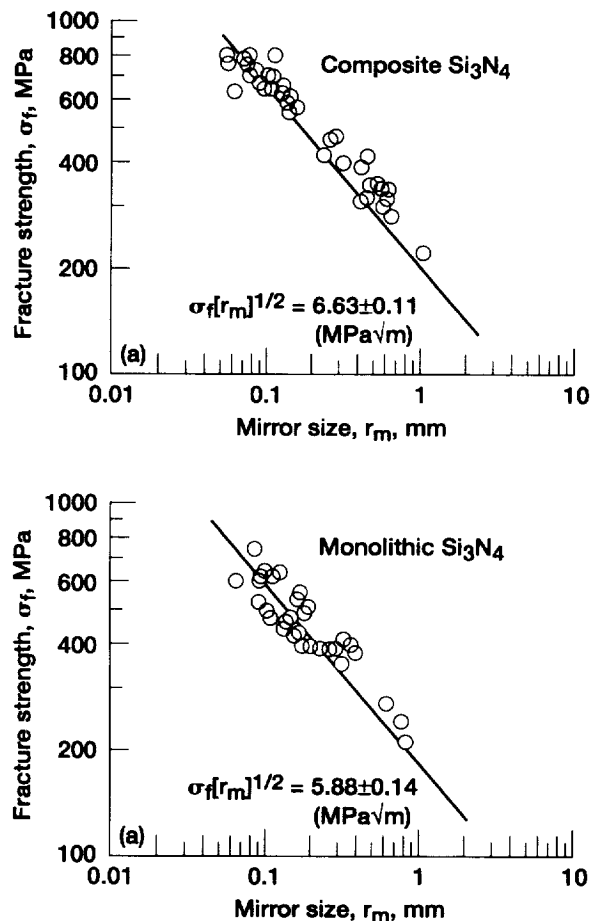 1000
800
600
400
200
100
Fracture strength, σf, MPa
Composite Si3N4
σf[rm]1/2 = 6.63±0.11
(MPa√m)
(a)
0.01
0.1
1
10
Mirror size, rm, mm
1000
800
600
400
200
100
Fracture strength, σf, MPa
Monolithic Si3N4
σf[rm]1/2 = 5.88±0.14
(MPa√m)
(a)
0.01
0.1
1
10
Mirror size, rm, mm